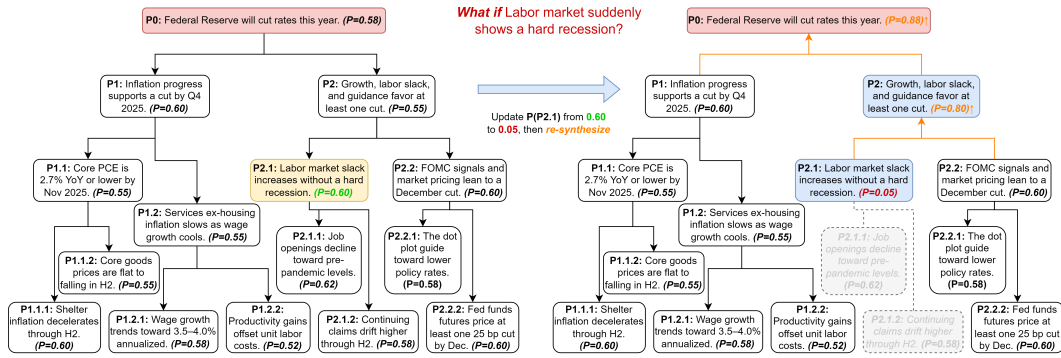 P0: Federal Reserve will cut rates this year. (P=0.58)
P1: Inflation progress
supports a cut by Q4
2025. (P=0.60)
P2: Growth, labor slack,
and guidance favor at
least one cut. (P=0.55)
P1.1: Core PCE is
2.7% YoY or lower by
Nov 2025. (P=0.55)
P2.1: Labor market slack
increases without a hard
recession. (P=0.60)
P2.2: FOMC signals and
market pricing lean to a
December cut. (P=0.60)
P1.2: Services ex-housing
inflation slows as wage
growth cools. (P=0.55)
P1.1.2: Core goods
prices are flat to
falling in H2. (P=0.55)
P2.1.1: Job
openings decline
toward pre-
pandemic levels.
(P=0.62)
P2.2.1: The dot
plot guide
toward lower
policy rates.
(P=0.58)
P1.1.1: Shelter
inflation decelerates
through H2.
(P=0.60)
P1.2.1: Wage growth
trends toward 3.5–4.0%
annualized. (P=0.58)
P1.2.2:
Productivity gains
offset unit labor
costs. (P=0.52)
P2.1.2: Continuing
claims drift higher
through H2. (P=0.58)
P2.2.2: Fed funds
futures price at
least one 25 bp cut
by Dec. (P=0.60)
What if Labor market suddenly
shows a hard recession?
Update P(P2.1) from 0.60
to 0.05, then re-synthesize
P0: Federal Reserve will cut rates this year. (P=0.88)↑
P1: Inflation progress
supports a cut by Q4
2025. (P=0.60)
P2: Growth, labor slack,
and guidance favor at
least one cut. (P=0.80)↑
P1.1: Core PCE is
2.7% YoY or lower by
Nov 2025. (P=0.55)
P2.1: Labor market slack
increases without a hard
recession. (P=0.05)
P2.2: FOMC signals and
market pricing lean to a
December cut. (P=0.60)
P1.2: Services ex-housing
inflation slows as wage
growth cools. (P=0.55)
P1.1.2: Core goods
prices are flat to
falling in H2. (P=0.55)
P2.1.1: Job
openings decline
toward pre-
pandemic levels.
(P=0.62)
P2.2.1: The dot
plot guide
toward lower
policy rates.
(P=0.58)
P1.1.1: Shelter
inflation decelerates
through H2.
(P=0.60)
P1.2.1: Wage growth
trends toward 3.5–4.0%
annualized. (P=0.58)
P1.2.2:
Productivity gains
offset unit labor
costs. (P=0.52)
P2.1.2: Continuing
claims drift higher
through H2. (P=0.58)
P2.2.2: Fed funds
futures price at
least one 25 bp cut
by Dec. (P=0.60)